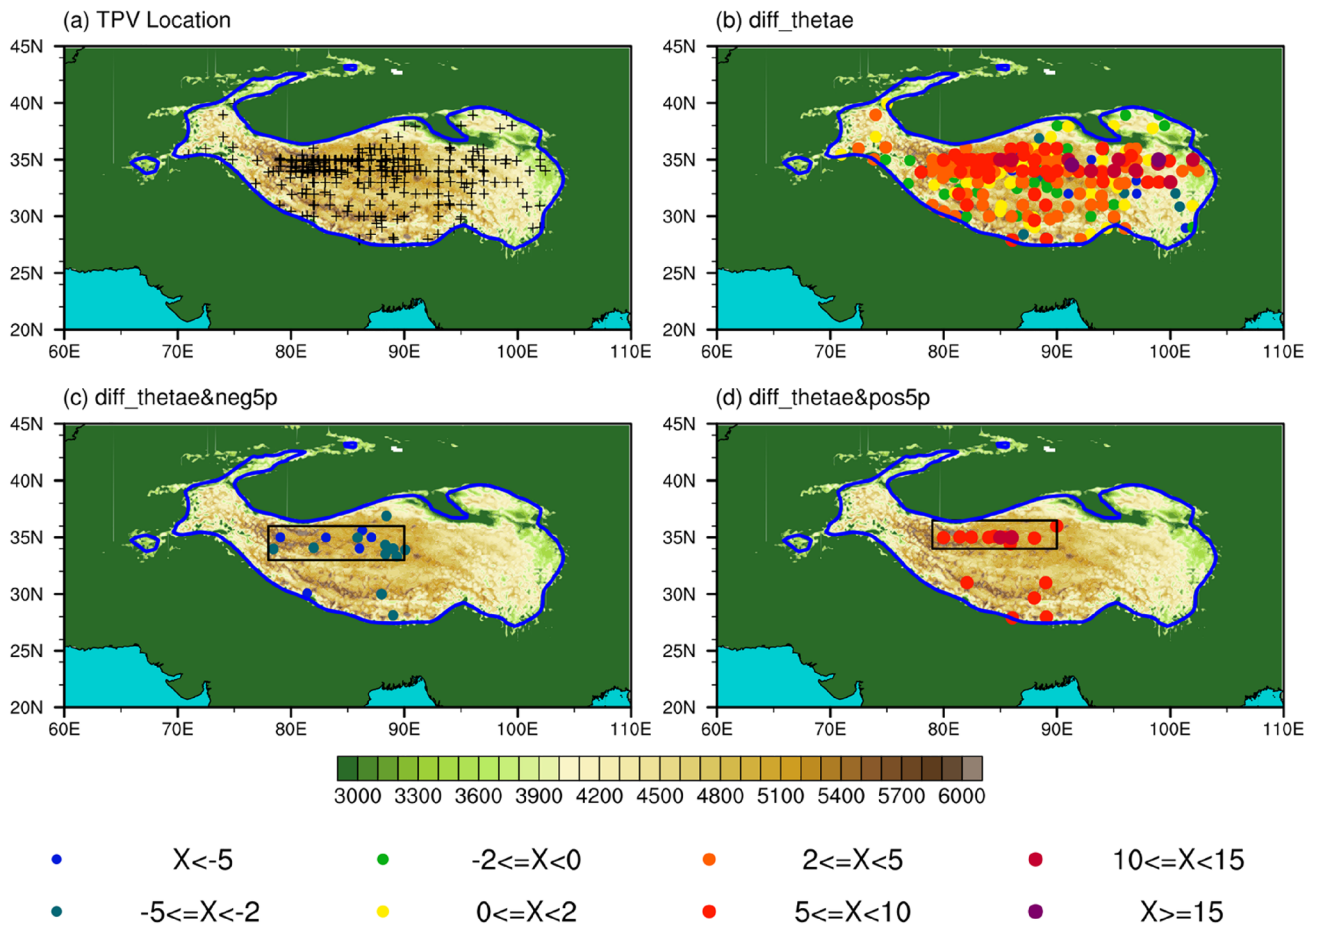 (a) TPV Location
(b) diff_thetae
45N
40N
35N
30N
25N
20N
60E 70E 80E 90E 100E 110E
45N
40N
35N
30N
25N
20N
60E 70E 80E 90E 100E 110E
(c) diff_thetae&neg5p
(d) diff_thetae&pos5p
45N
40N
35N
30N
25N
20N
60E 70E 80E 90E 100E 110E
45N
40N
35N
30N
25N
20N
60E 70E 80E 90E 100E 110E
3000 3300 3600 3900 4200 4500 4800 5100 5400 5700 6000
X<-5 -2<=X<0 2<=X<5 10<=X<15
-5<=X<-2 0<=X<2 5<=X<10 X>=15